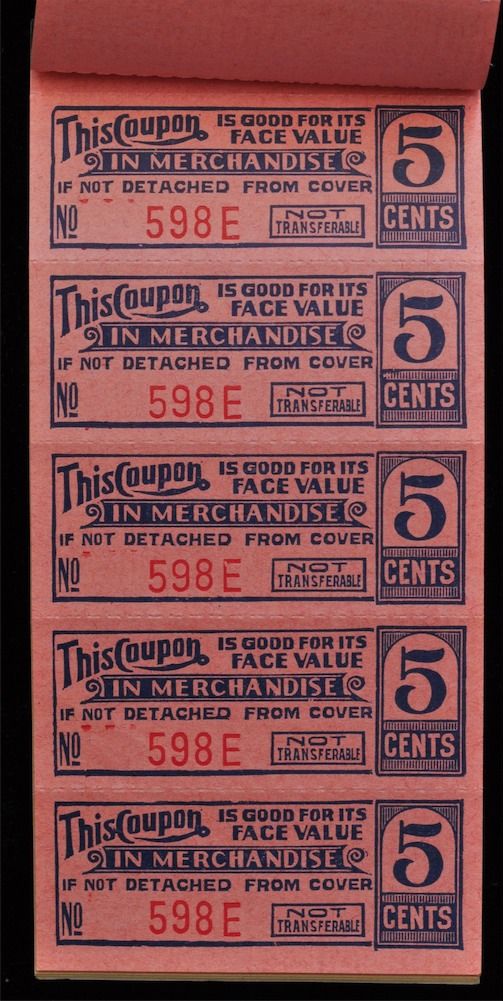 This Coupon IS GOOD FOR ITS
FACE VALUE
IN MERCHANDISE
IF NOT DETACHED FROM COVER
No 598E NOT
TRANSFERABLE
5
CENTS
This Coupon IS GOOD FOR ITS
FACE VALUE
IN MERCHANDISE
IF NOT DETACHED FROM COVER
No 598E NOT
TRANSFERABLE
5
CENTS
This Coupon IS GOOD FOR ITS
FACE VALUE
IN MERCHANDISE
IF NOT DETACHED FROM COVER
No 598E NOT
TRANSFERABLE
5
CENTS
This Coupon IS GOOD FOR ITS
FACE VALUE
IN MERCHANDISE
IF NOT DETACHED FROM COVER
No 598E NOT
TRANSFERABLE
5
CENTS
This Coupon IS GOOD FOR ITS
FACE VALUE
IN MERCHANDISE
IF NOT DETACHED FROM COVER
No 598E NOT
TRANSFERABLE
5
CENTS